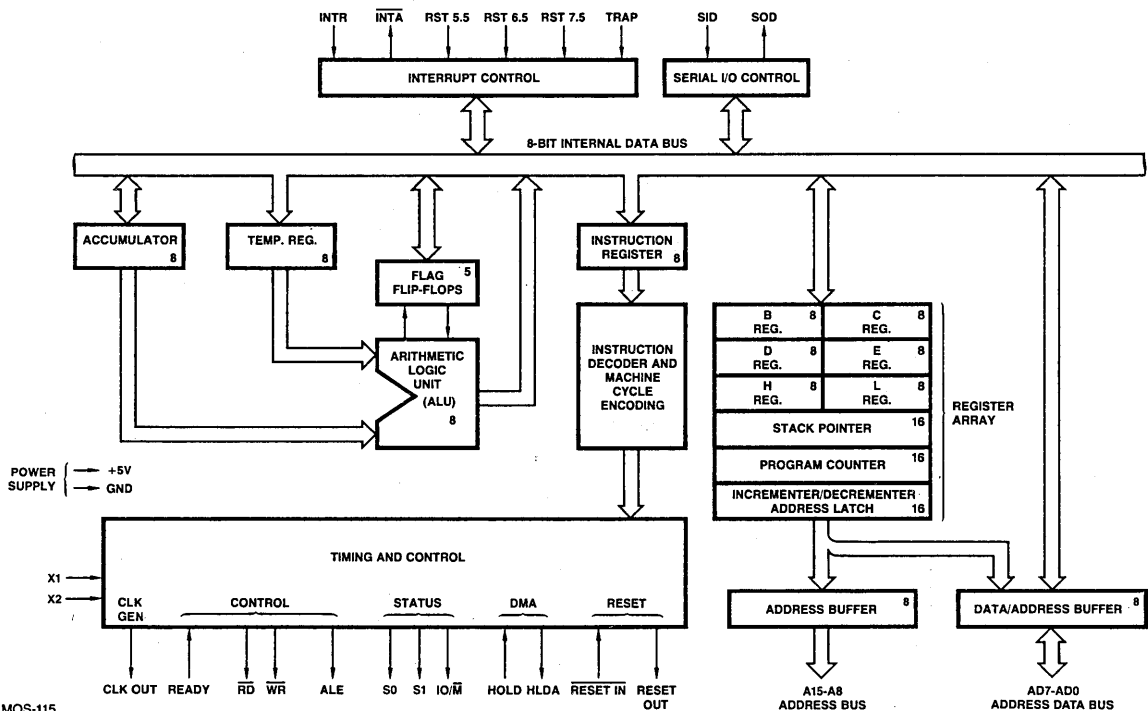 INTR INTA RST 5.5 RST 6.5 RST 7.5 TRAP SID SOD
INTERRUPT CONTROL
SERIAL I/O CONTROL
8-BIT INTERNAL DATA BUS
ACCUMULATOR
8
TEMP. REG.
8
FLAG
FLIP-FLOPS
5
ARITHMETIC
LOGIC
UNIT
(ALU)
8
INSTRUCTION
REGISTER
8
INSTRUCTION
DECODER AND
MACHINE
CYCLE
ENCODING
B
REG.
8
C
REG.
8
D
REG.
8
E
REG.
8
H
REG.
8
L
REG.
8
STACK POINTER
16
PROGRAM COUNTER
16
INCREMENTER/DECREMENTER
ADDRESS LATCH
16
REGISTER
ARRAY
POWER
SUPPLY
+5V
GND
TIMING AND CONTROL
X1
X2
CLK
GEN
CONTROL
STATUS
DMA
RESET
CLK OUT READY RD WR ALE S0 S1 IO/M HOLD HLDA RESET IN RESET
OUT
ADDRESS BUFFER
8
DATA/ADDRESS BUFFER
8
A15-A8
ADDRESS BUS
AD7-AD0
ADDRESS DATA BUS
MOS-115